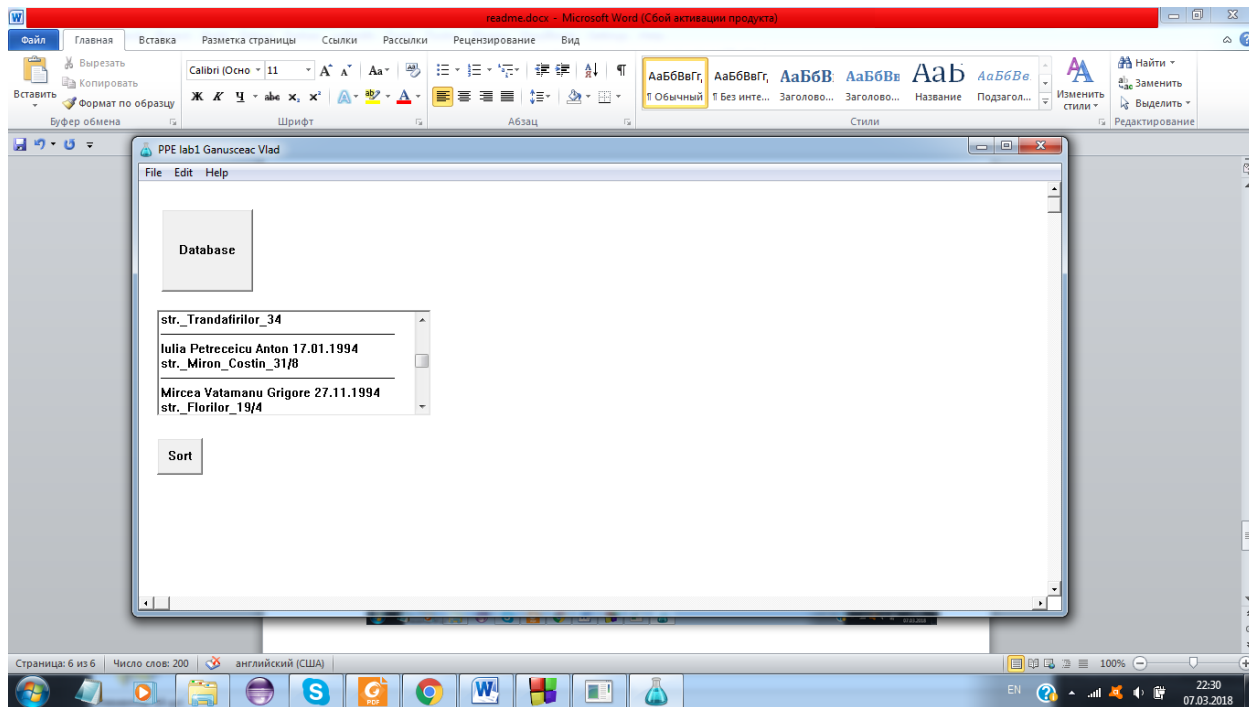 W
readme.docx - Microsoft Word (Сбой активации продукта)
Файл Главная Вставка Разметка страницы Ссылки Рассылки Рецензирование Вид
Вставить
Вырезать
Копировать
Формат по образцу
Буфер обмена
Calibri (Осно 11 Aa
Ж К Ч abc x, x² A ab A
Шрифт
Абзац
АаБбВвГг, АаБбВвГг, АаБбВ АаБбВв АаБ АаБбВв
¶ Обычный ¶ Без инте... Заголово... Заголово... Название Подзагол...
Изменить стили
Стили
Найти
Заменить
Выделить
Редактирование
PPE lab1 Ganusceac Vlad
File Edit Help
Database
str._Trandafirilor_34
Iulia Petreceicu Anton 17.01.1994
str._Miron_Costin_31/8
Mircea Vatamanu Grigore 27.11.1994
str._Florilor_19/4
Sort
Страница: 6 из 6 Число слов: 200 английский (США) 100%
EN 22:30
07.03.2018